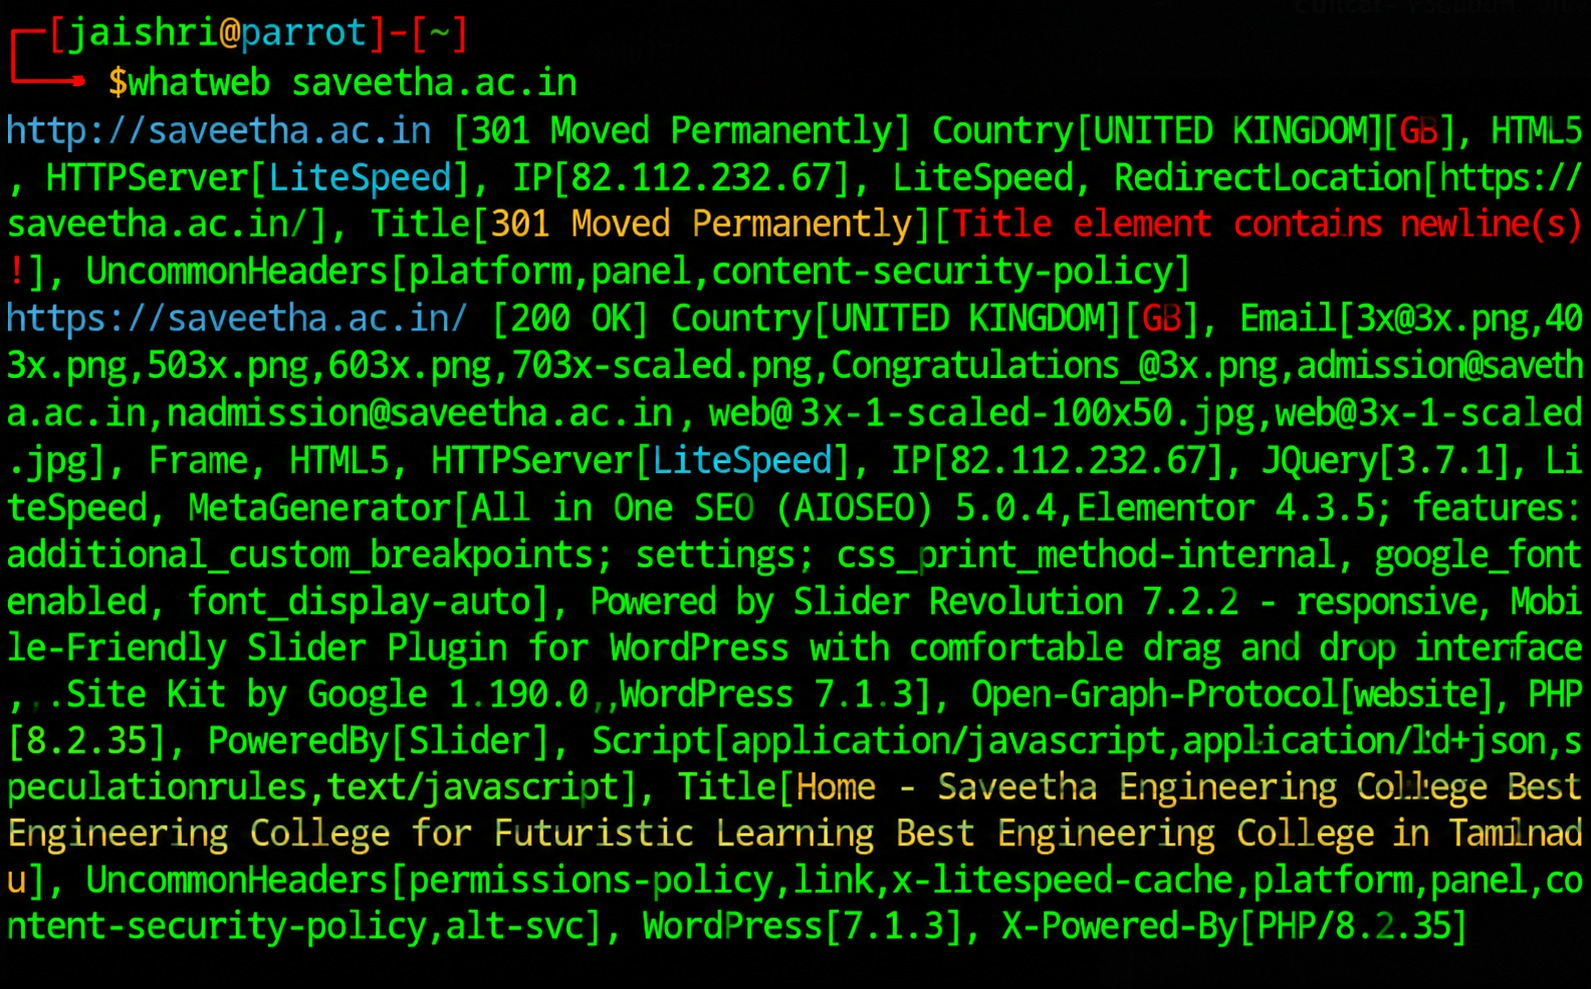 [jaishri@parrot]-[~]
$whatweb saveetha.ac.in
http://saveetha.ac.in [301 Moved Permanently] Country[UNITED KINGDOM][GB], HTML5
, HTTPServer[LiteSpeed], IP[82.112.232.67], LiteSpeed, RedirectLocation[https://
saveetha.ac.in/], Title[301 Moved Permanently][Title element contains newline(s)
!], UncommonHeaders[platform,panel,content-security-policy]
https://saveetha.ac.in/ [200 OK] Country[UNITED KINGDOM][GB], Email[3x@3x.png,40
3x.png,503x.png,603x.png,703x-scaled.png,Congratulations_@3x.png,admission@saveth
a.ac.in,nadmission@saveetha.ac.in, web@3x-1-scaled-100x50.jpg,web@3x-1-scaled
.jpg], Frame, HTML5, HTTPServer[LiteSpeed], IP[82.112.232.67], JQuery[3.7.1], Li
teSpeed, MetaGenerator[All in One SEO (AIOSEO) 5.0.4,Elementor 4.3.5; features:
additional_custom_breakpoints; settings; css_print_method-internal, google_font
enabled, font_display-auto], Powered by Slider Revolution 7.2.2 - responsive, Mobi
le-Friendly Slider Plugin for WordPress with comfortable drag and drop interface
, .Site Kit by Google 1.190.0,,WordPress 7.1.3], Open-Graph-Protocol[website], PHP
[8.2.35], PoweredBy[Slider], Script[application/javascript,application/ld+json,s
peculationrules,text/javascript], Title[Home - Saveetha Engineering College Best
Engineering College for Futuristic Learning Best Engineering College in Tamilnad
u], UncommonHeaders[permissions-policy,link,x-litespeed-cache,platform,panel,co
ntent-security-policy,alt-svc], WordPress[7.1.3], X-Powered-By[PHP/8.2.35]